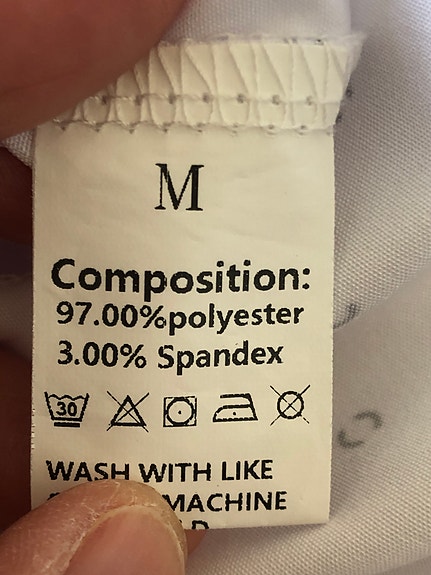 M
Composition:
97.00%polyester
3.00% Spandex
30
WASH WITH LIKE
MACHINE